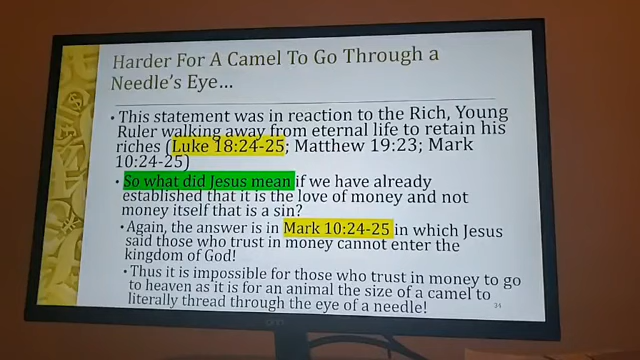 Harder For A Camel To Go Through a
Needle's Eye...
• This statement was in reaction to the Rich, Young
Ruler walking away from eternal life to retain his
riches (Luke 18:24-25; Matthew 19:23; Mark
10:24-25)
• So what did Jesus mean if we have already
established that it is the love of money and not
money itself that is a sin?
• Again, the answer is in Mark 10:24-25 in which Jesus
said those who trust in money cannot enter the
kingdom of God!
• Thus it is impossible for those who trust in money to go
to heaven as it is for an animal the size of a camel to
literally thread through the eye of a needle!
34
onn